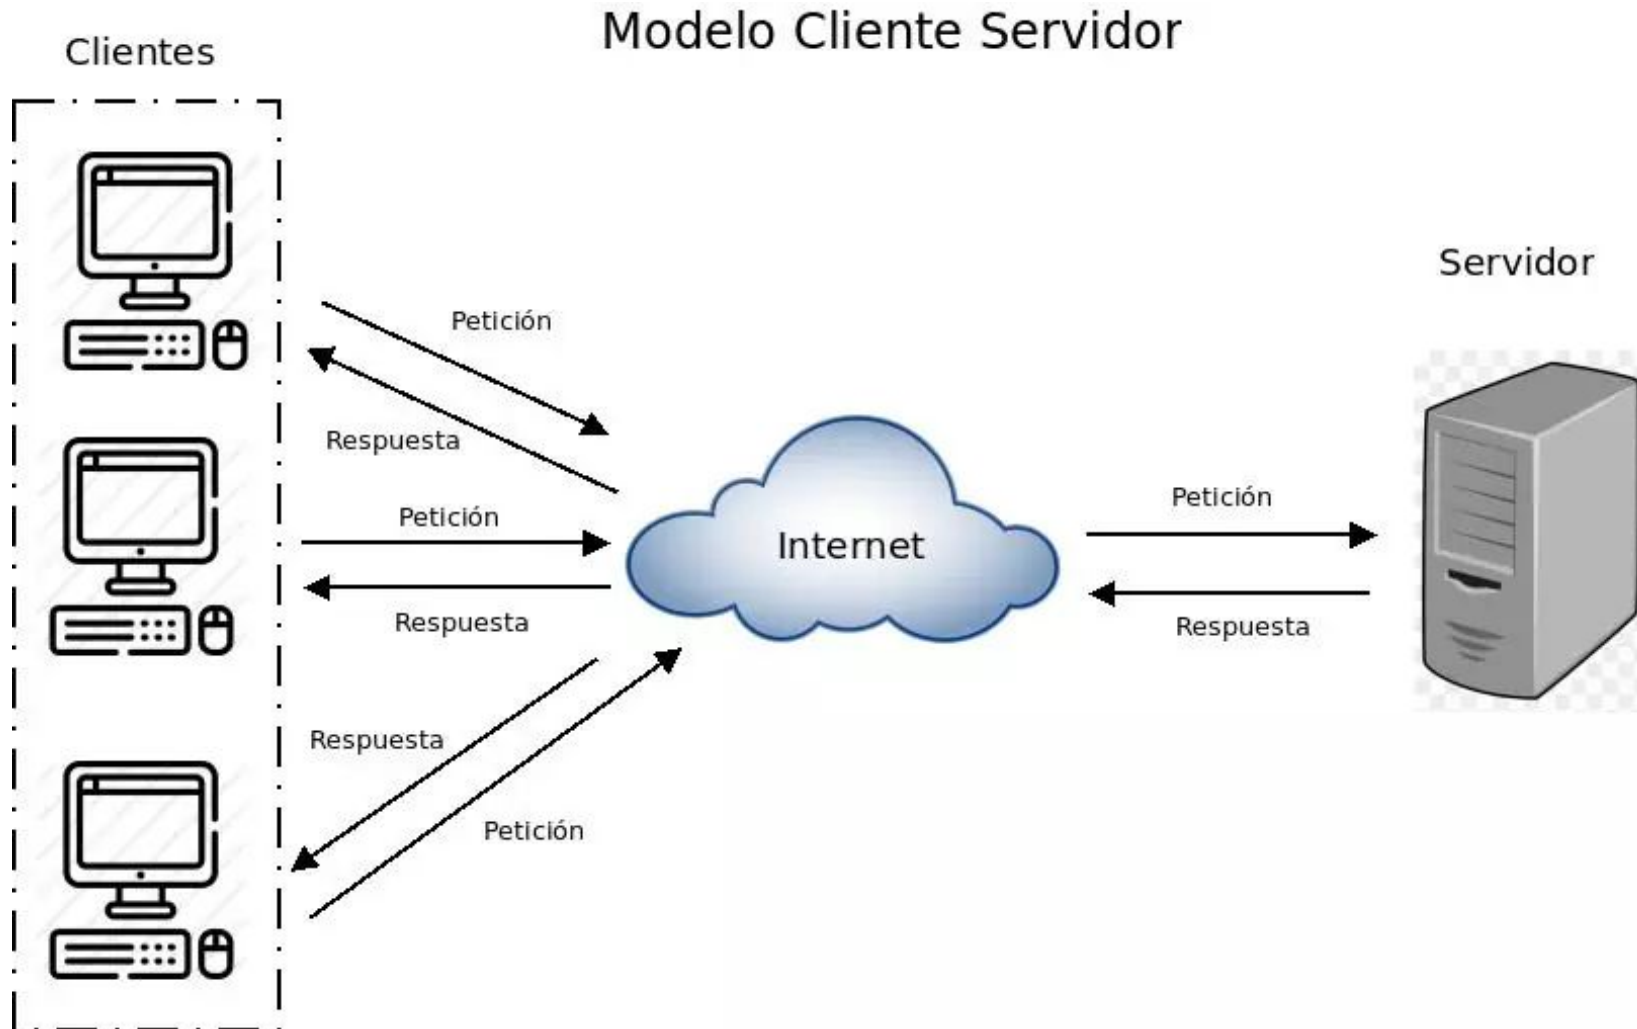 Modelo Cliente Servidor
Clientes
Servidor
Petición
Respuesta
Petición
Respuesta
Respuesta
Petición
Internet
Petición
Respuesta